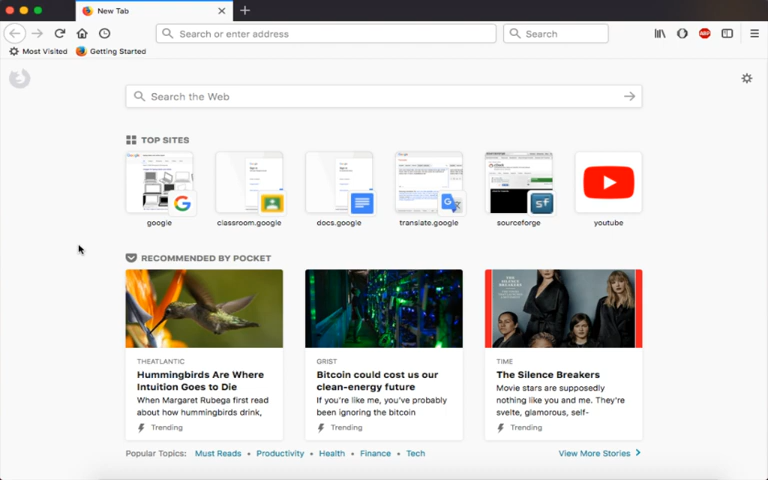 New Tab
Search or enter address
Search
ABP
Most Visited
Getting Started
Search the Web
TOP SITES
google
classroom.google
docs.google
translate.google
sourceforge
youtube
RECOMMENDED BY POCKET
THEATLANTIC
Hummingbirds Are Where
Intuition Goes to Die
When Margaret Rubega first read
about how hummingbirds drink,
Trending
GRIST
Bitcoin could cost us our
clean-energy future
If you're like me, you've probably
been ignoring the bitcoin
Trending
TIME
The Silence Breakers
Movie stars are supposedly
nothing like you and me. They're
svelte, glamorous, self-
Trending
Popular Topics: Must Reads • Productivity • Health • Finance • Tech
View More Stories